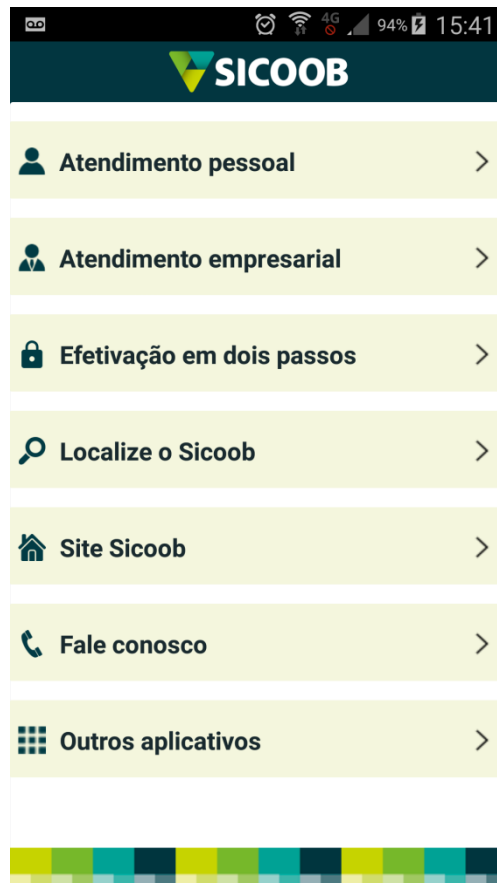 4G 94% 15:41
SICOOB
Atendimento pessoal
Atendimento empresarial
Efetivação em dois passos
Localize o Sicoob
Site Sicoob
Fale conosco
Outros aplicativos